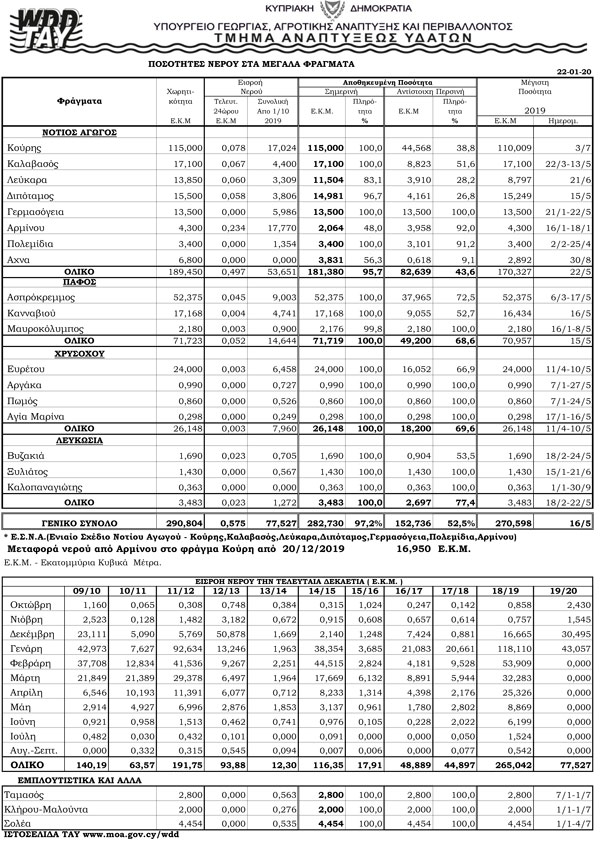 WDD
TAY
ΚΥΠΡΙΑΚΗ ΔΗΜΟΚΡΑΤΙΑ
ΥΠΟΥΡΓΕΙΟ ΓΕΩΡΓΙΑΣ, ΑΓΡΟΤΙΚΗΣ ΑΝΑΠΤΥΞΗΣ ΚΑΙ ΠΕΡΙΒΑΛΛΟΝΤΟΣ
ΤΜΗΜΑ ΑΝΑΠΤΥΞΕΩΣ ΥΔΑΤΩΝ
ΠΟΣΟΤΗΤΕΣ ΝΕΡΟΥ ΣΤΑ ΜΕΓΑΛΑ ΦΡΑΓΜΑΤΑ
22-01-20
Εισροή Αποθηκευμένη Ποσότητα Μέγιστη
Φράγματα Χωρητι- Νερού Σημερινή Αντίστοιχη Περσινή Ποσότητα
κότητα Τελευτ. Συνολική Πληρό- Πληρό-
24ώρου Απο 1/10 Ε.Κ.Μ. τητα Ε.Κ.Μ τητα 2019
Ε.Κ.Μ Ε.Κ.Μ 2019 % % Ε.Κ.Μ Ημερομ.
ΝΟΤΙΟΣ ΑΓΩΓΟΣ
Κούρης 115,000 0,078 17,024 115,000 100,0 44,568 38,8 110,009 3/7
Καλαβασός 17,100 0,067 4,400 17,100 100,0 8,823 51,6 17,100 22/3-13/5
Λεύκαρα 13,850 0,060 3,309 11,504 83,1 3,910 28,2 8,797 21/6
Διπόταμος 15,500 0,058 3,806 14,981 96,7 4,161 26,8 15,249 15/5
Γερμασόγεια 13,500 0,000 5,986 13,500 100,0 13,500 100,0 13,500 21/1-22/5
Αρμίνου 4,300 0,234 17,770 2,064 48,0 3,958 92,0 4,300 16/1-18/1
Πολεμίδια 3,400 0,000 1,354 3,400 100,0 3,101 91,2 3,400 2/2-25/4
Αχνα 6,800 0,000 0,000 3,831 56,3 0,618 9,1 2,892 30/8
ΟΛΙΚΟ 189,450 0,497 53,651 181,380 95,7 82,639 43,6 170,327 22/5
ΠΑΦΟΣ
Ασπρόκρεμμος 52,375 0,045 9,003 52,375 100,0 37,965 72,5 52,375 6/3-17/5
Κανναβιού 17,168 0,004 4,741 17,168 100,0 9,055 52,7 16,434 16/5
Μαυροκόλυμπος 2,180 0,003 0,900 2,176 99,8 2,180 100,0 2,180 16/1-8/5
ΟΛΙΚΟ 71,723 0,052 14,644 71,719 100,0 49,200 68,6 70,957 15/5
ΧΡΥΣΟΧΟΥ
Ευρέτου 24,000 0,003 6,458 24,000 100,0 16,052 66,9 24,000 11/4-10/5
Αργάκα 0,990 0,000 0,727 0,990 100,0 0,990 100,0 0,990 7/1-27/5
Πωμός 0,860 0,000 0,526 0,860 100,0 0,860 100,0 0,860 7/1-24/5
Αγία Μαρίνα 0,298 0,000 0,249 0,298 100,0 0,298 100,0 0,298 17/1-16/5
ΟΛΙΚΟ 26,148 0,003 7,960 26,148 100,0 18,200 69,6 26,148 11/4-10/5
ΛΕΥΚΩΣΙΑ
Βυζακιά 1,690 0,023 0,705 1,690 100,0 0,904 53,5 1,690 18/2-24/5
Ξυλιάτος 1,430 0,000 0,567 1,430 100,0 1,430 100,0 1,430 15/1-21/6
Καλοπαναγιώτης 0,363 0,000 0,000 0,363 100,0 0,363 100,0 0,363 1/1-30/9
ΟΛΙΚΟ 3,483 0,023 1,272 3,483 100,0 2,697 77,4 3,483 18/2-22/5
ΓΕΝΙΚΟ ΣΥΝΟΛΟ 290,804 0,575 77,527 282,730 97,2% 152,736 52,5% 270,598 16/5
* Ε.Σ.Ν.Α.(Ενιαίο Σχέδιο Νοτίου Αγωγού - Κούρης,Καλαβασός,Λεύκαρα,Διπόταμος,Γερμασόγεια,Πολεμίδια,Αρμίνου)
Μεταφορά νερού από Αρμίνου στο φράγμα Κούρη από 20/12/2019 16,950 Ε.Κ.Μ.
Ε.Κ.Μ. - Εκατομμύρια Κυβικά Μέτρα.
ΕΙΣΡΟΗ ΝΕΡΟΥ ΤΗΝ ΤΕΛΕΥΤΑΙΑ ΔΕΚΑΕΤΙΑ ( Ε.Κ.Μ. )
09/10 10/11 11/12 12/13 13/14 14/15 15/16 16/17 17/18 18/19 19/20
Οκτώβρη 1,160 0,065 0,308 0,748 0,384 0,315 1,024 0,247 0,142 0,858 2,430
Νιόβρη 2,523 0,128 1,482 3,182 0,672 0,915 0,608 0,657 0,614 0,757 1,545
Δεκέμβρη 23,111 5,090 5,769 50,878 1,669 2,140 1,248 7,424 0,881 16,665 30,495
Γενάρη 42,973 7,627 92,634 13,246 1,963 38,354 3,685 21,083 20,661 118,110 43,057
Φεβράρη 37,708 12,834 41,536 9,267 2,251 44,515 2,824 4,181 9,528 53,909 0,000
Μάρτη 21,849 21,389 29,378 6,497 1,964 17,669 6,132 8,891 5,944 32,283 0,000
Απρίλη 6,546 10,193 11,391 6,077 0,712 8,233 1,314 4,398 2,176 25,326 0,000
Μάη 2,914 4,927 6,996 2,876 1,853 3,137 0,961 1,780 2,802 8,869 0,000
Ιούνη 0,921 0,958 1,513 0,462 0,741 0,976 0,105 0,228 2,022 6,199 0,000
Ιούλη 0,482 0,030 0,432 0,101 0,000 0,091 0,000 0,000 0,050 1,524 0,000
Αυγ.-Σεπτ. 0,000 0,332 0,315 0,545 0,094 0,007 0,006 0,000 0,077 0,542 0,000
ΟΛΙΚΟ 140,19 63,57 191,75 93,88 12,30 116,35 17,91 48,889 44,897 265,042 77,527
ΕΜΠΛΟΥΤΙΣΤΙΚΑ ΚΑΙ ΑΛΛΑ
Ταμασός 2,800 0,000 0,563 2,800 100,0 2,800 100,0 2,800 7/1-1/7
Κλήρου-Μαλούντα 2,000 0,000 0,276 2,000 100,0 2,000 100,0 2,000 1/1-1/7
Σολέα 4,454 0,000 0,535 4,454 100,0 4,454 100,0 4,454 1/1-4/7
ΙΣΤΟΣΕΛΙΔΑ ΤΑΥ www.moa.gov.cy/wdd